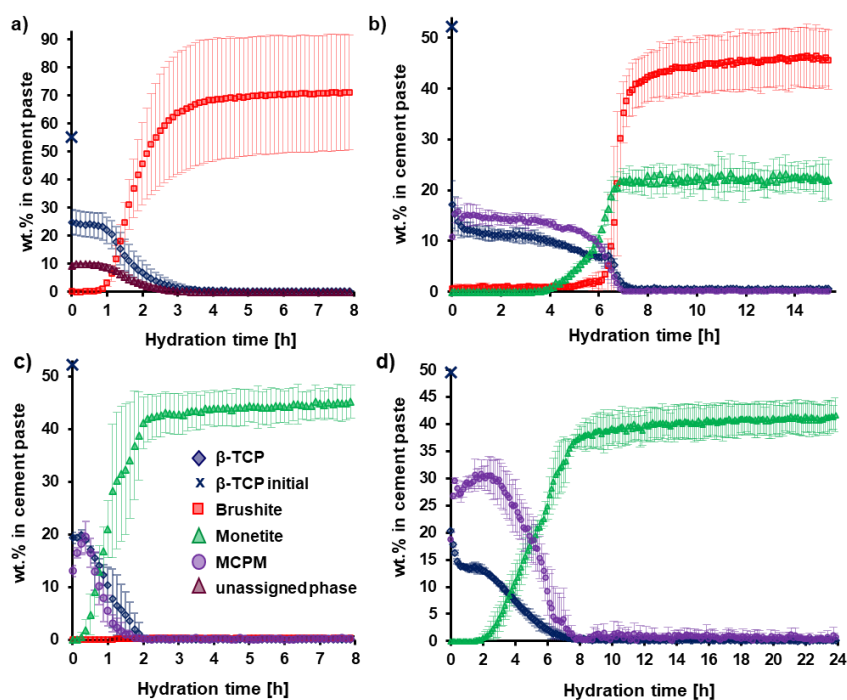 a)
wt.% in cement paste
90
80
70
60
50
40
30
20
10
0
0 1 2 3 4 5 6 7 8
Hydration time [h]
b)
wt.% in cement paste
50
40
30
20
10
0
0 2 4 6 8 10 12 14
Hydration time [h]
c)
wt.% in cement paste
50
40
30
20
10
0
β-TCP
β-TCP initial
Brushite
Monetite
MCPM
unassigned phase
0 1 2 3 4 5 6 7 8
Hydration time [h]
d)
wt.% in cement paste
50
45
40
35
30
25
20
15
10
5
0
0 2 4 6 8 10 12 14 16 18 20 22 24
Hydration time [h]